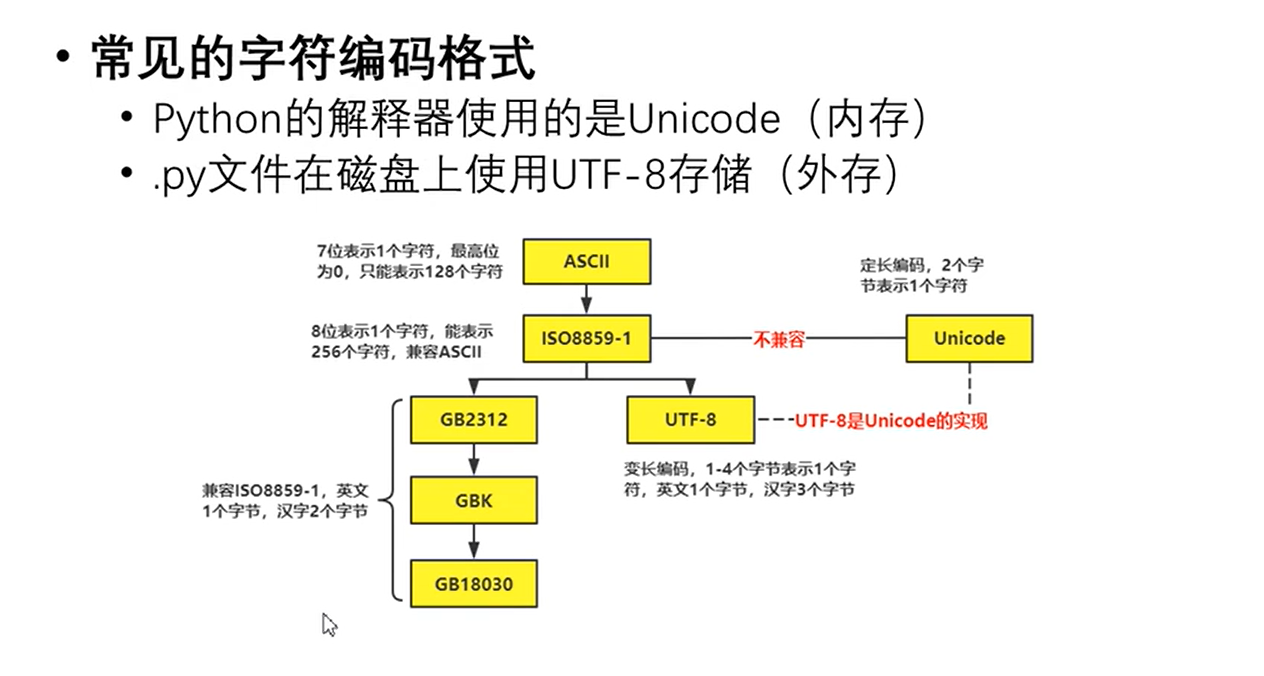 • 常见的字符编码格式
• Python的解释器使用的是Unicode（内存）
• .py文件在磁盘上使用UTF-8存储（外存）
7位表示1个字符，最高位
为0，只能表示128个字符
ASCII
定长编码，2个字
节表示1个字符
8位表示1个字符，能表示
256个字符，兼容ASCII
ISO8859-1
不兼容
Unicode
GB2312
UTF-8
UTF-8是Unicode的实现
变长编码，1-4个字节表示1个字
符，英文1个字节，汉字3个字节
兼容ISO8859-1，英文
1个字节，汉字2个字节
GBK
GB18030